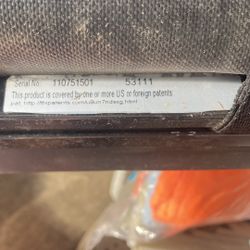 Serial No. 110751501 53111
This product is covered by one or more US or foreign patents